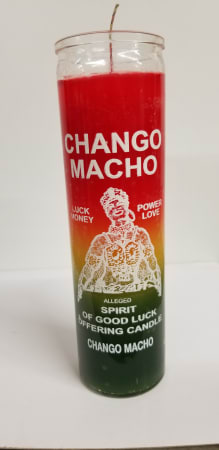 CHANGO
MACHO
LUCK
MONEY
POWER
LOVE
ALLEGED
SPIRIT
OF GOOD LUCK
OFFERING CANDLE
CHANGO MACHO